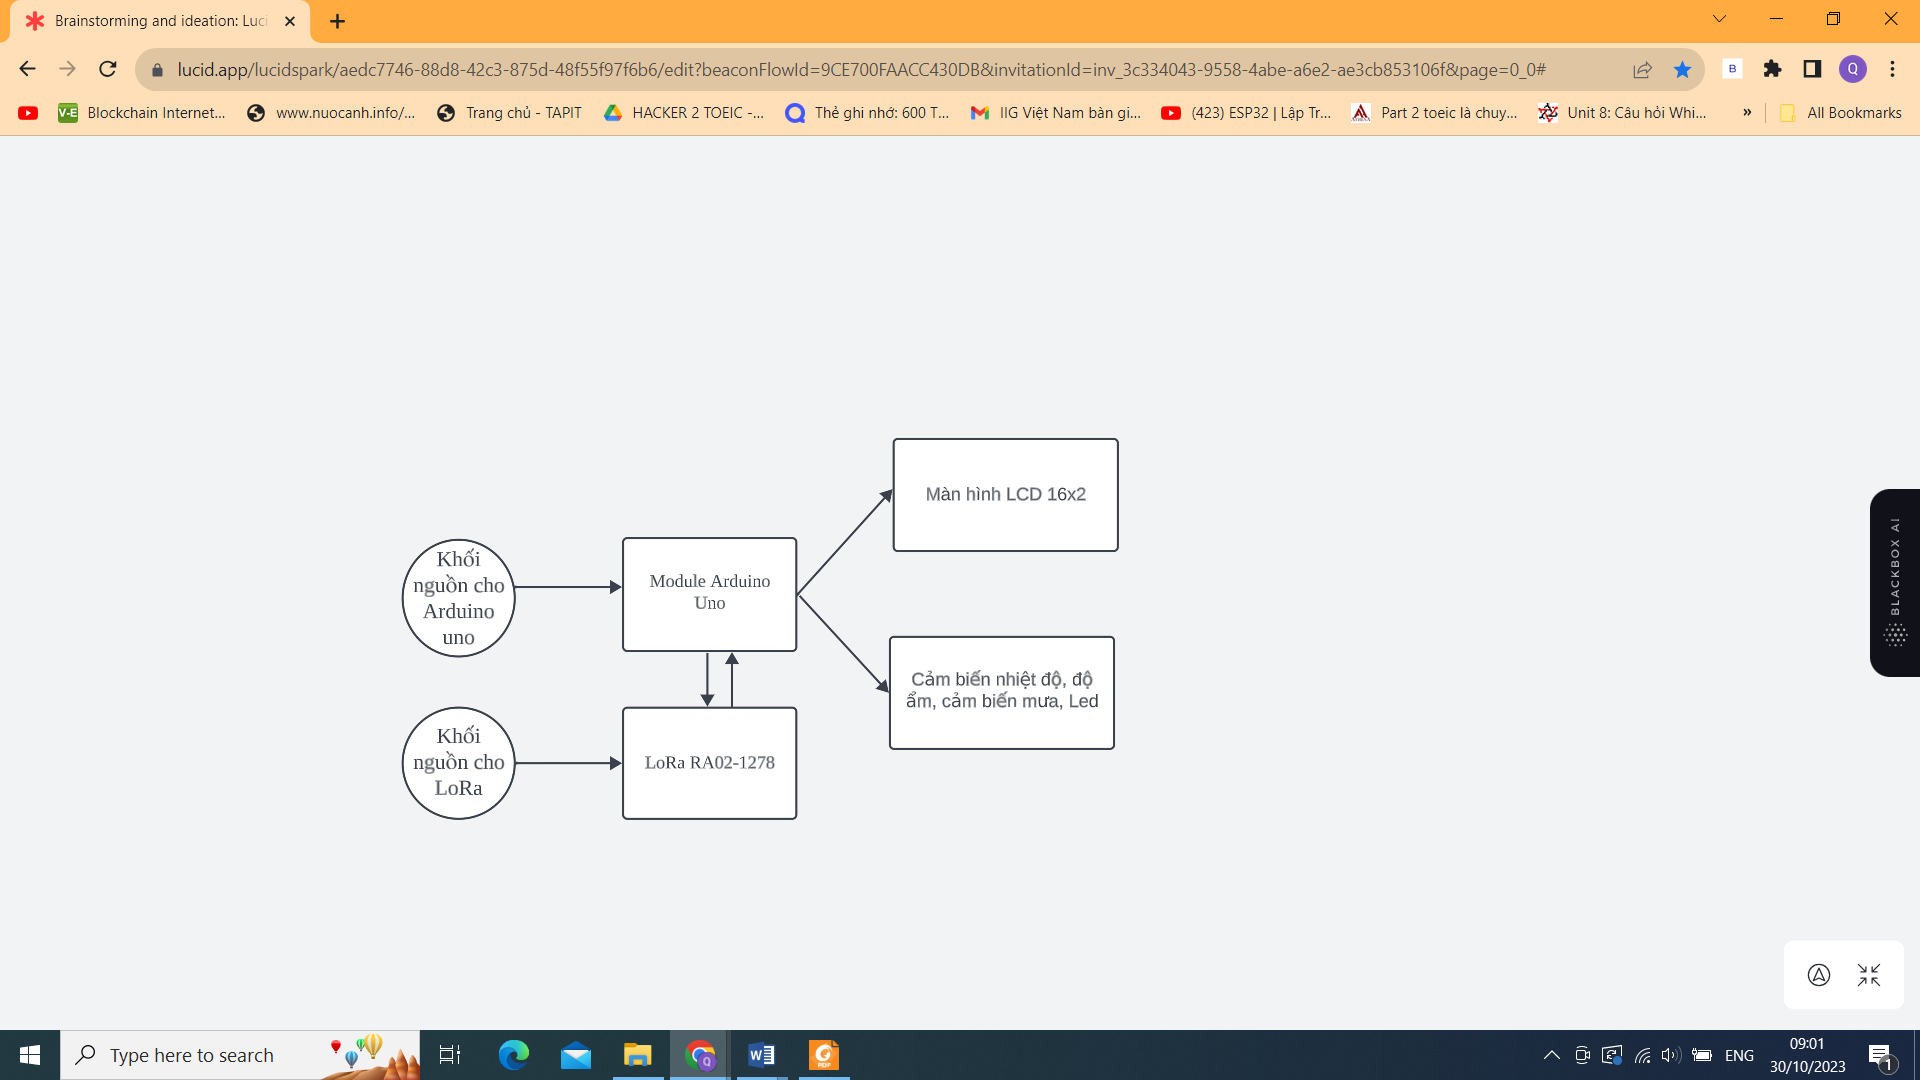 Brainstorming and ideation: Luci
lucid.app/lucidspark/aedc7746-88d8-42c3-875d-48f55f97f6b6/edit?beaconFlowId=9CE700FAACC430DB&invitationId=inv_3c334043-9558-4abe-a6e2-ae3cb853106f&page=0_0#
B
Q
V-E
Blockchain Internet...
www.nuocanh.info/...
Trang chủ - TAPIT
HACKER 2 TOEIC -...
Thẻ ghi nhớ: 600 T...
IIG Việt Nam bàn gi...
(423) ESP32 | Lập Tr...
Part 2 toeic là chuy...
Unit 8: Câu hỏi Whi...
»
All Bookmarks
Màn hình LCD 16x2
Khối
nguồn cho
Arduino
uno
Module Arduino
Uno
Cảm biến nhiệt độ, độ
ẩm, cảm biến mưa, Led
Khối
nguồn cho
LoRa
LoRa RA02-1278
BLACKBOX AI
Type here to search
Q
W
PDF
ENG
09:01
30/10/2023
1